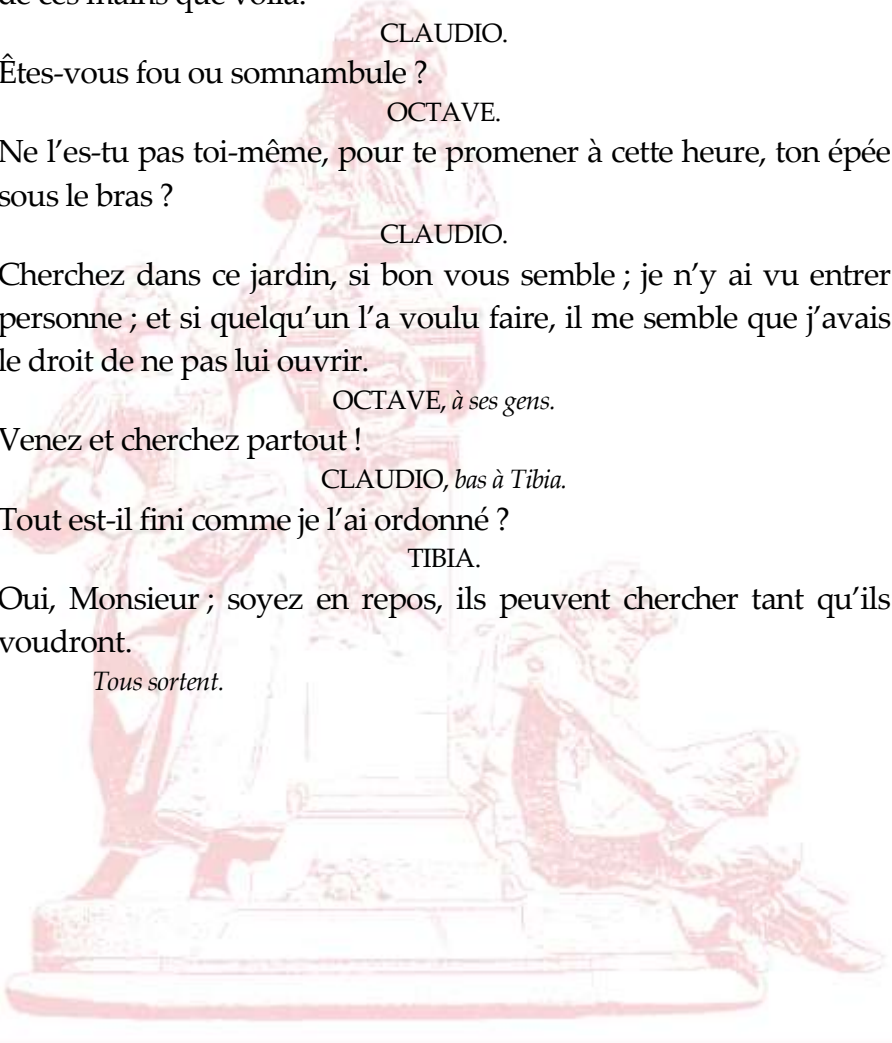 de ces mains que voilà.
CLAUDIO.
Êtes-vous fou ou somnambule ?
OCTAVE.
Ne l'es-tu pas toi-même, pour te promener à cette heure, ton épée
sous le bras ?
CLAUDIO.
Cherchez dans ce jardin, si bon vous semble ; je n’y ai vu entrer
personne ; et si quelqu’un l’a voulu faire, il me semble que j’avais
le droit de ne pas lui ouvrir.
OCTAVE, à ses gens.
Venez et cherchez partout !
CLAUDIO, bas à Tibia.
Tout est-il fini comme je l’ai ordonné ?
TIBIA.
Oui, Monsieur ; soyez en repos, ils peuvent chercher tant qu’ils
voudront.
Tous sortent.